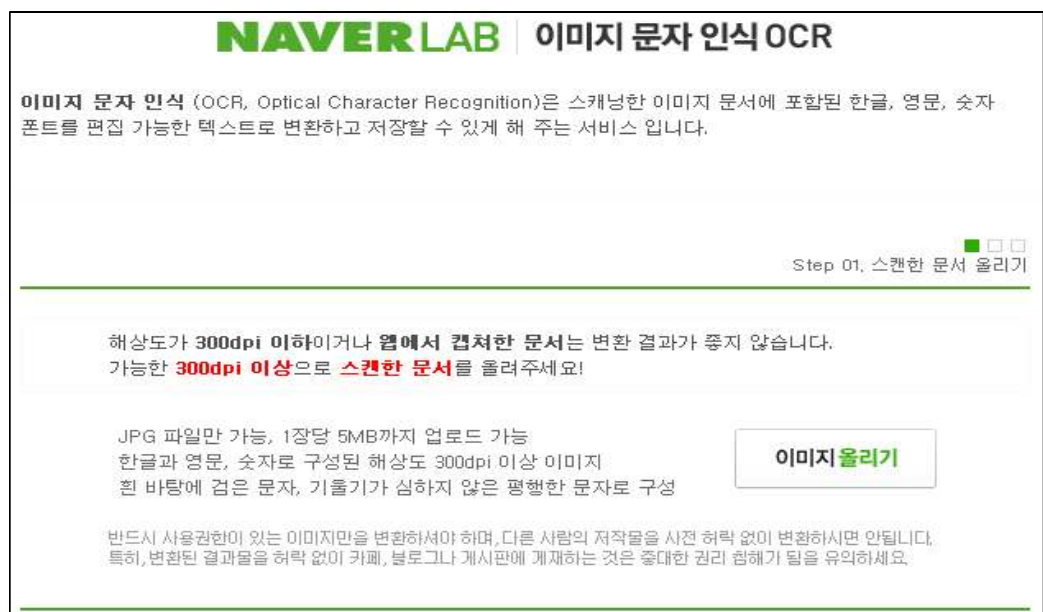 NAVER LAB 이미지 문자 인식 OCR
이미지 문자 인식 (OCR, Optical Character Recognition)은 스캐닝한 이미지 문서에 포함된 한글, 영문, 숫자
폰트를 편집 가능한 텍스트로 변환하고 저장할 수 있게 해 주는 서비스 입니다.
Step 01. 스캔한 문서 올리기
해상도가 300dpi 이하이거나 웹에서 캡쳐한 문서는 변환 결과가 좋지 않습니다.
가능한 300dpi 이상으로 스캔한 문서를 올려주세요!
JPG 파일만 가능, 1장당 5MB까지 업로드 가능
한글과 영문, 숫자로 구성된 해상도 300dpi 이상 이미지
흰 바탕에 검은 문자, 기울기가 심하지 않은 평행한 문자로 구성
이미지올리기
반드시 사용권한이 있는 이미지만을 변환하셔야 하며, 다른 사람의 저작물을 사전 허락 없이 변환하시면 안됩니다.
특히, 변환된 결과물을 허락 없이 카페, 블로그나 게시판에 게재하는 것은 중대한 권리 침해가 됨을 유의하세요.